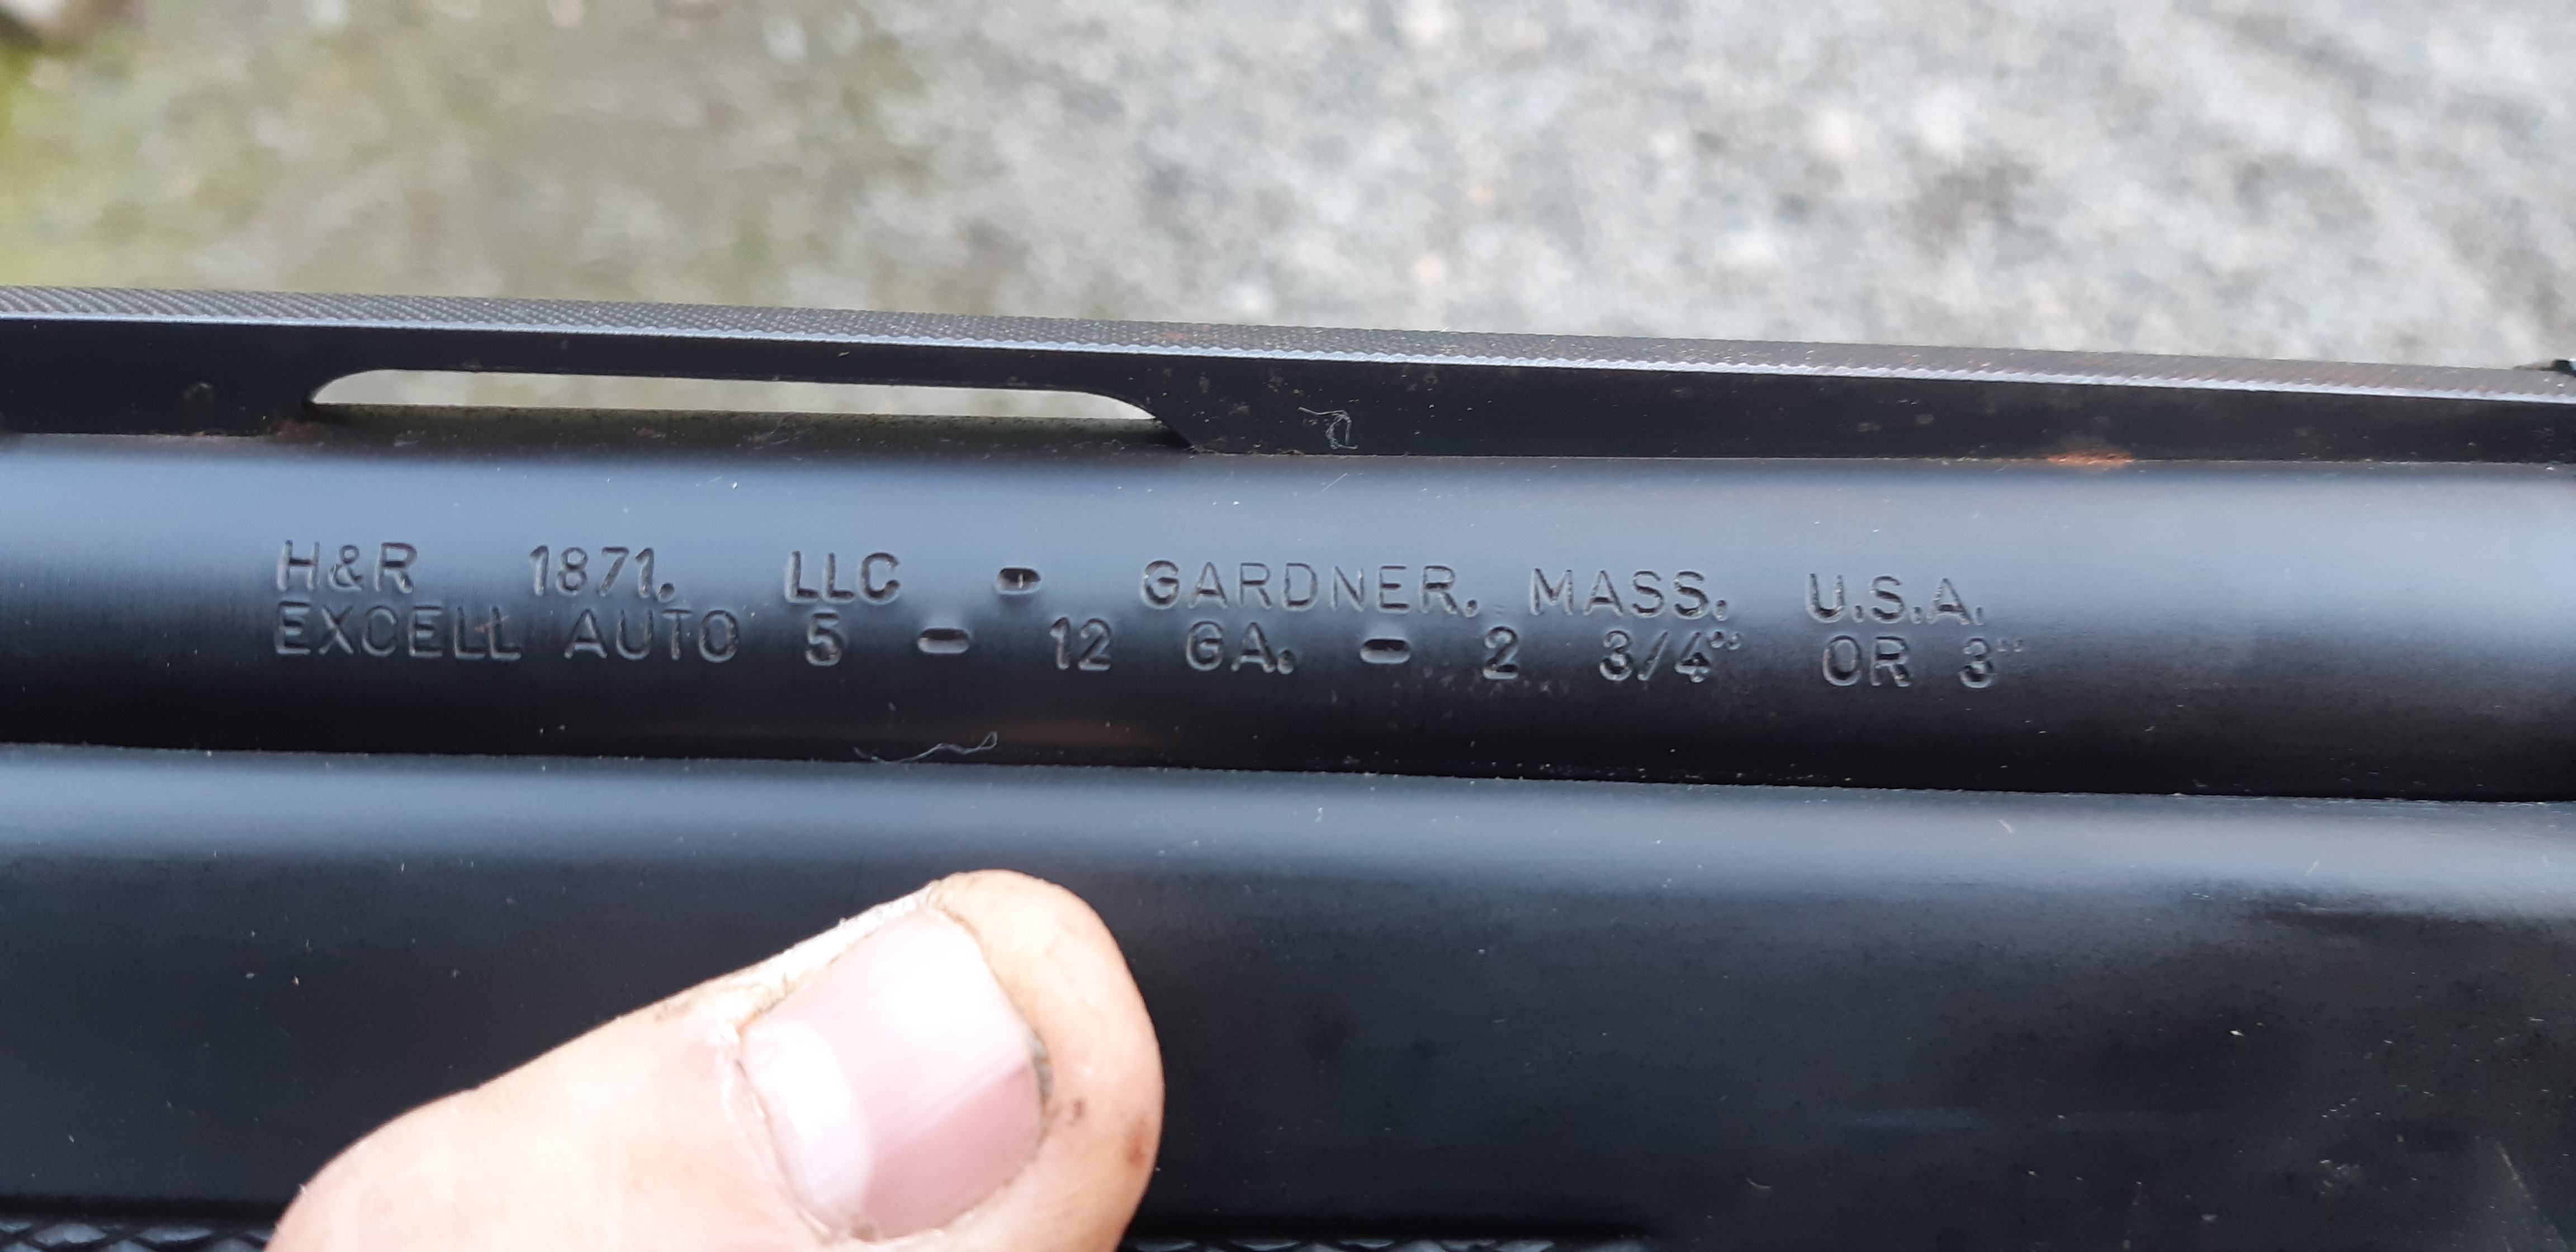 H&R 1871. LLC - GARDNER. MASS. U.S.A.
EXCELL AUTO 5 - 12 GA. - 2 3/4" OR 3"